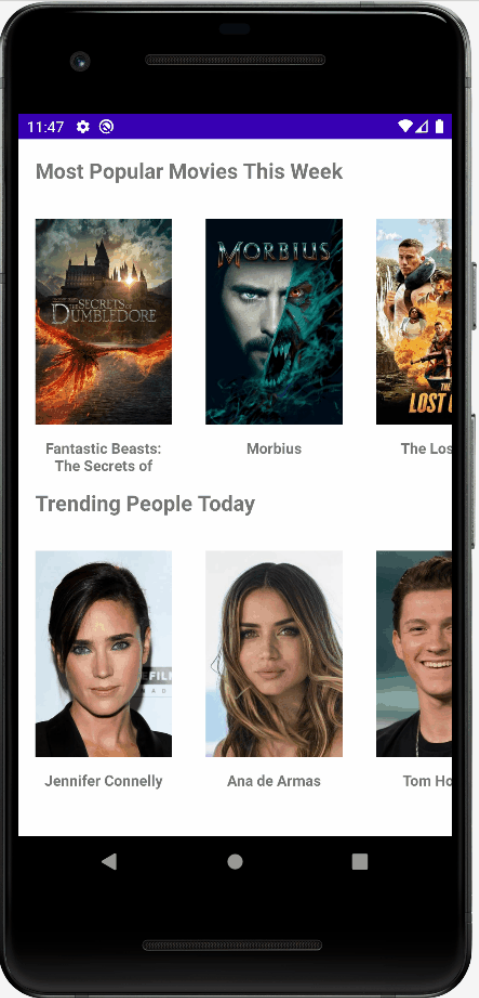 11:47
Most Popular Movies This Week
THE SECRETS OF
DUMBLEDORE
MORBIUS
THE
LOST
Fantastic Beasts:
The Secrets of
Morbius
The Los
Trending People Today
Jennifer Connelly
Ana de Armas
Tom Ho